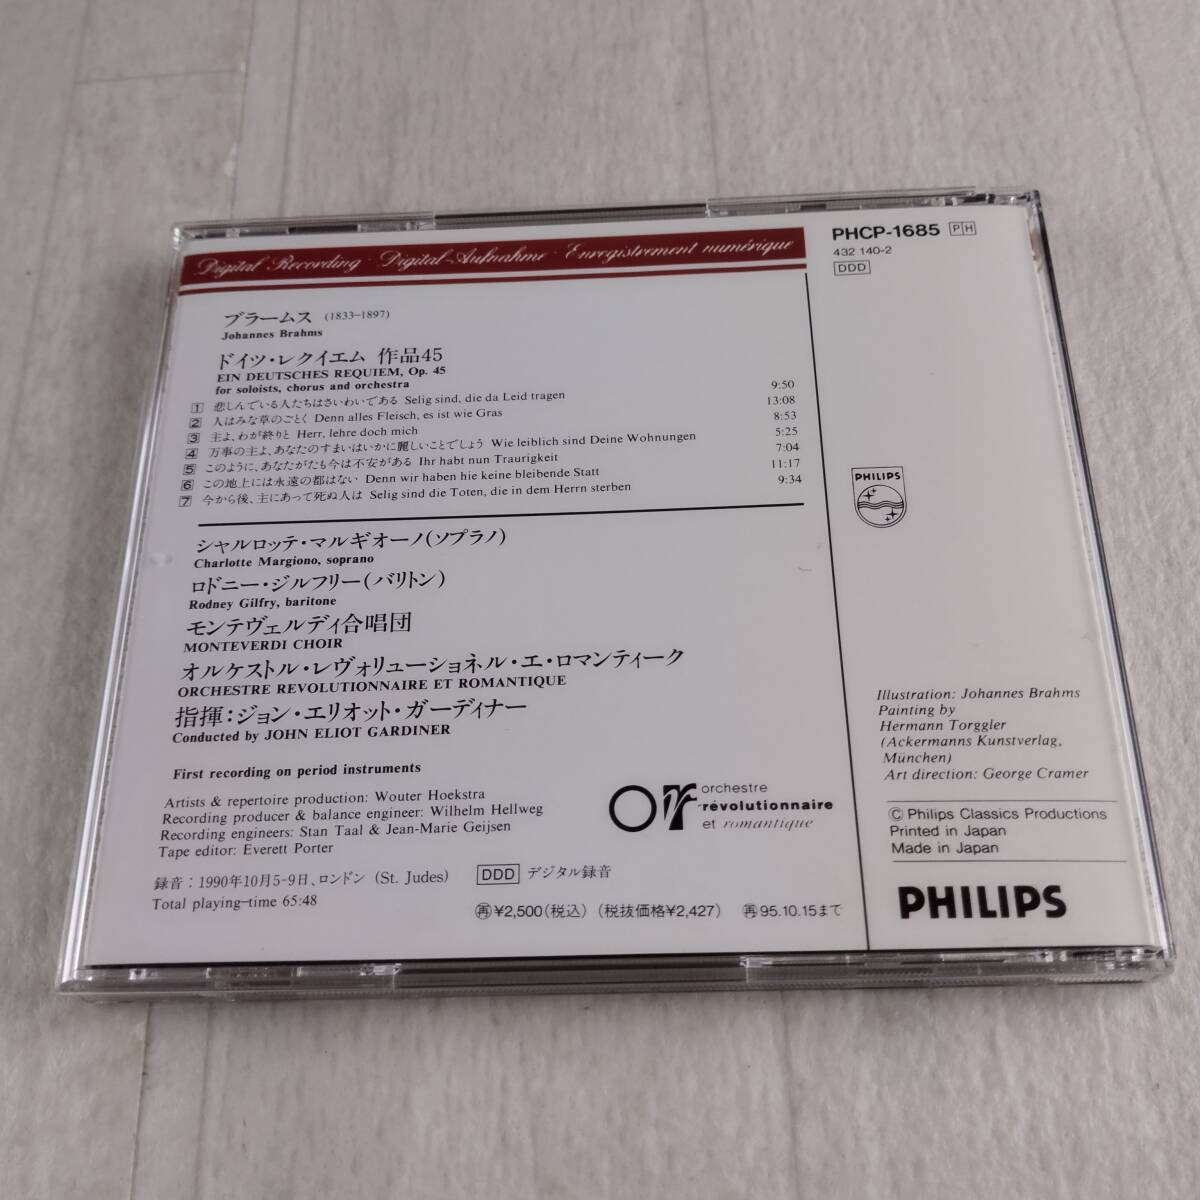 Digital Recording · Digital-Aufnahme · Enregistrement numérique
ブラームス (1833–1897)
Johannes Brahms
ドイツ・レクイエム 作品45
EIN DEUTSCHES REQUIEM, Op. 45
for soloists, chorus and orchestra
1 悲しんでいる人たちはさいわいである Selig sind, die da Leid tragen 9:50
2 人はみな草のごとく Denn alles Fleisch, es ist wie Gras 13:08
3 主よ、わが終りと Herr, lehre doch mich 8:53
4 万軍の主よ、あなたのすまいはいかに麗しいことでしょう Wie leiblich sind Deine Wohnungen 5:25
5 このように、あなたがたも今は不安がある Ihr habt nun Traurigkeit 7:04
6 この地上には永遠の都はない Denn wir haben hie keine bleibende Statt 11:17
7 今から後、主にあって死ぬ人は Selig sind die Toten, die in dem Herrn sterben 9:34
シャルロッテ・マルギオーノ(ソプラノ)
Charlotte Margiono, soprano
ロドニー・ジルフリー(バリトン)
Rodney Gilfry, baritone
モンテヴェルディ合唱団
MONTEVERDI CHOIR
オルケストル・レヴォリューショネル・エ・ロマンティーク
ORCHESTRE REVOLUTIONNAIRE ET ROMANTIQUE
指揮:ジョン・エリオット・ガーディナー
Conducted by JOHN ELIOT GARDINER
First recording on period instruments
Artists & repertoire production: Wouter Hoekstra
Recording producer & balance engineer: Wilhelm Hellweg
Recording engineers: Stan Taal & Jean-Marie Geijsen
Tape editor: Everett Porter
orchestre
révolutionnaire
et romantique
録音:1990年10月5-9日、ロンドン (St. Judes) DDD デジタル録音
Total playing-time 65:48
㊞¥2,500(税込) (税抜価格¥2,427) 再95.10.15まで
PHCP-1685 PH
432 140-2
DDD
PHILIPS
Illustration: Johannes Brahms
Painting by
Hermann Torggler
(Ackermanns Kunstverlag,
München)
Art direction: George Cramer
© Philips Classics Productions
Printed in Japan
Made in Japan
PHILIPS